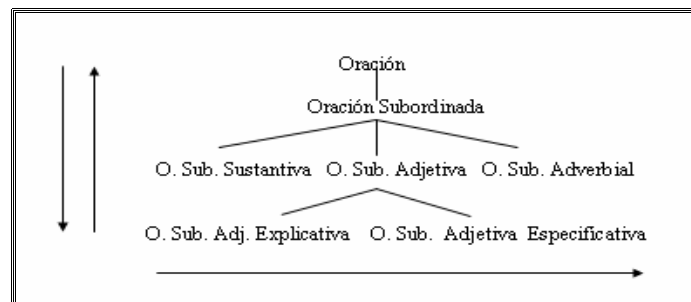 Oración
Oración Subordinada
O. Sub. Sustantiva O. Sub. Adjetiva O. Sub. Adverbial
O. Sub. Adj. Explicativa O. Sub. Adjetiva Especificativa